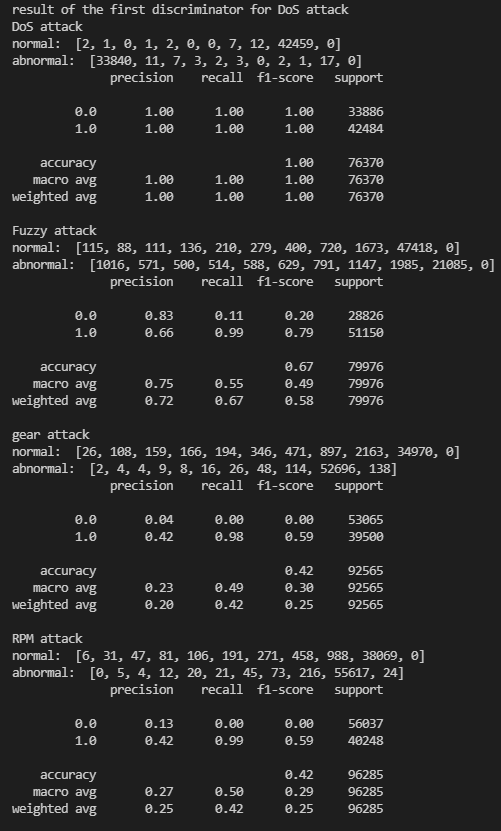 result of the first discriminator for DoS attack
DoS attack
normal:  [2, 1, 0, 1, 2, 0, 0, 7, 12, 42459, 0]
abnormal:  [33840, 11, 7, 3, 2, 3, 0, 2, 1, 17, 0]
precision    recall  f1-score   support
0.0       1.00      1.00      1.00     33886
1.0       1.00      1.00      1.00     42484
accuracy                           1.00     76370
macro avg       1.00      1.00      1.00     76370
weighted avg       1.00      1.00      1.00     76370
Fuzzy attack
normal:  [115, 88, 111, 136, 210, 279, 400, 720, 1673, 47418, 0]
abnormal:  [1016, 571, 500, 514, 588, 629, 791, 1147, 1985, 21085, 0]
precision    recall  f1-score   support
0.0       0.83      0.11      0.20     28826
1.0       0.66      0.99      0.79     51150
accuracy                           0.67     79976
macro avg       0.75      0.55      0.49     79976
weighted avg       0.72      0.67      0.58     79976
gear attack
normal:  [26, 108, 159, 166, 194, 346, 471, 897, 2163, 34970, 0]
abnormal:  [2, 4, 4, 9, 8, 16, 26, 48, 114, 52696, 138]
precision    recall  f1-score   support
0.0       0.04      0.00      0.00     53065
1.0       0.42      0.98      0.59     39500
accuracy                           0.42     92565
macro avg       0.23      0.49      0.30     92565
weighted avg       0.20      0.42      0.25     92565
RPM attack
normal:  [6, 31, 47, 81, 106, 191, 271, 458, 988, 38069, 0]
abnormal:  [0, 5, 4, 12, 20, 21, 45, 73, 216, 55617, 24]
precision    recall  f1-score   support
0.0       0.13      0.00      0.00     56037
1.0       0.42      0.99      0.59     40248
accuracy                           0.42     96285
macro avg       0.27      0.50      0.29     96285
weighted avg       0.25      0.42      0.25     96285